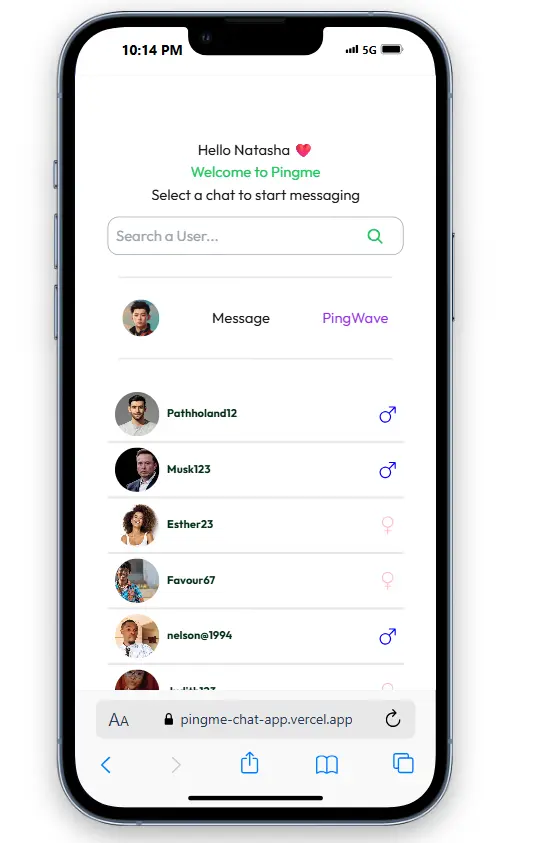 10:14 PM 5G
Hello Natasha
Welcome to Pingme
Select a chat to start messaging
Search a User...
Message PingWave
Pathholand12
Musk123
Esther23
Favour67
nelson@1994
Judith123
AA pingme-chat-app.vercel.app